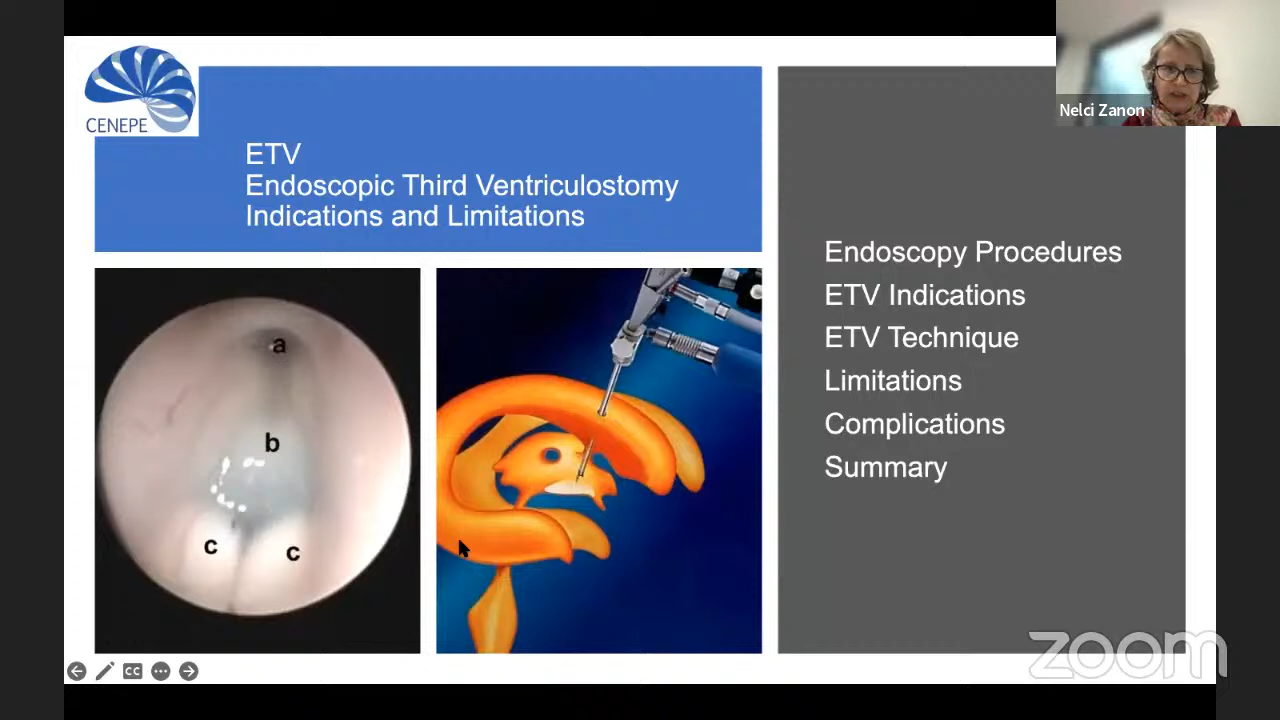 CENEPE
ETV
Endoscopic Third Ventriculostomy
Indications and Limitations
a
b
c c
Endoscopy Procedures
ETV Indications
ETV Technique
Limitations
Complications
Summary
Nelci Zanon
CC
zoom